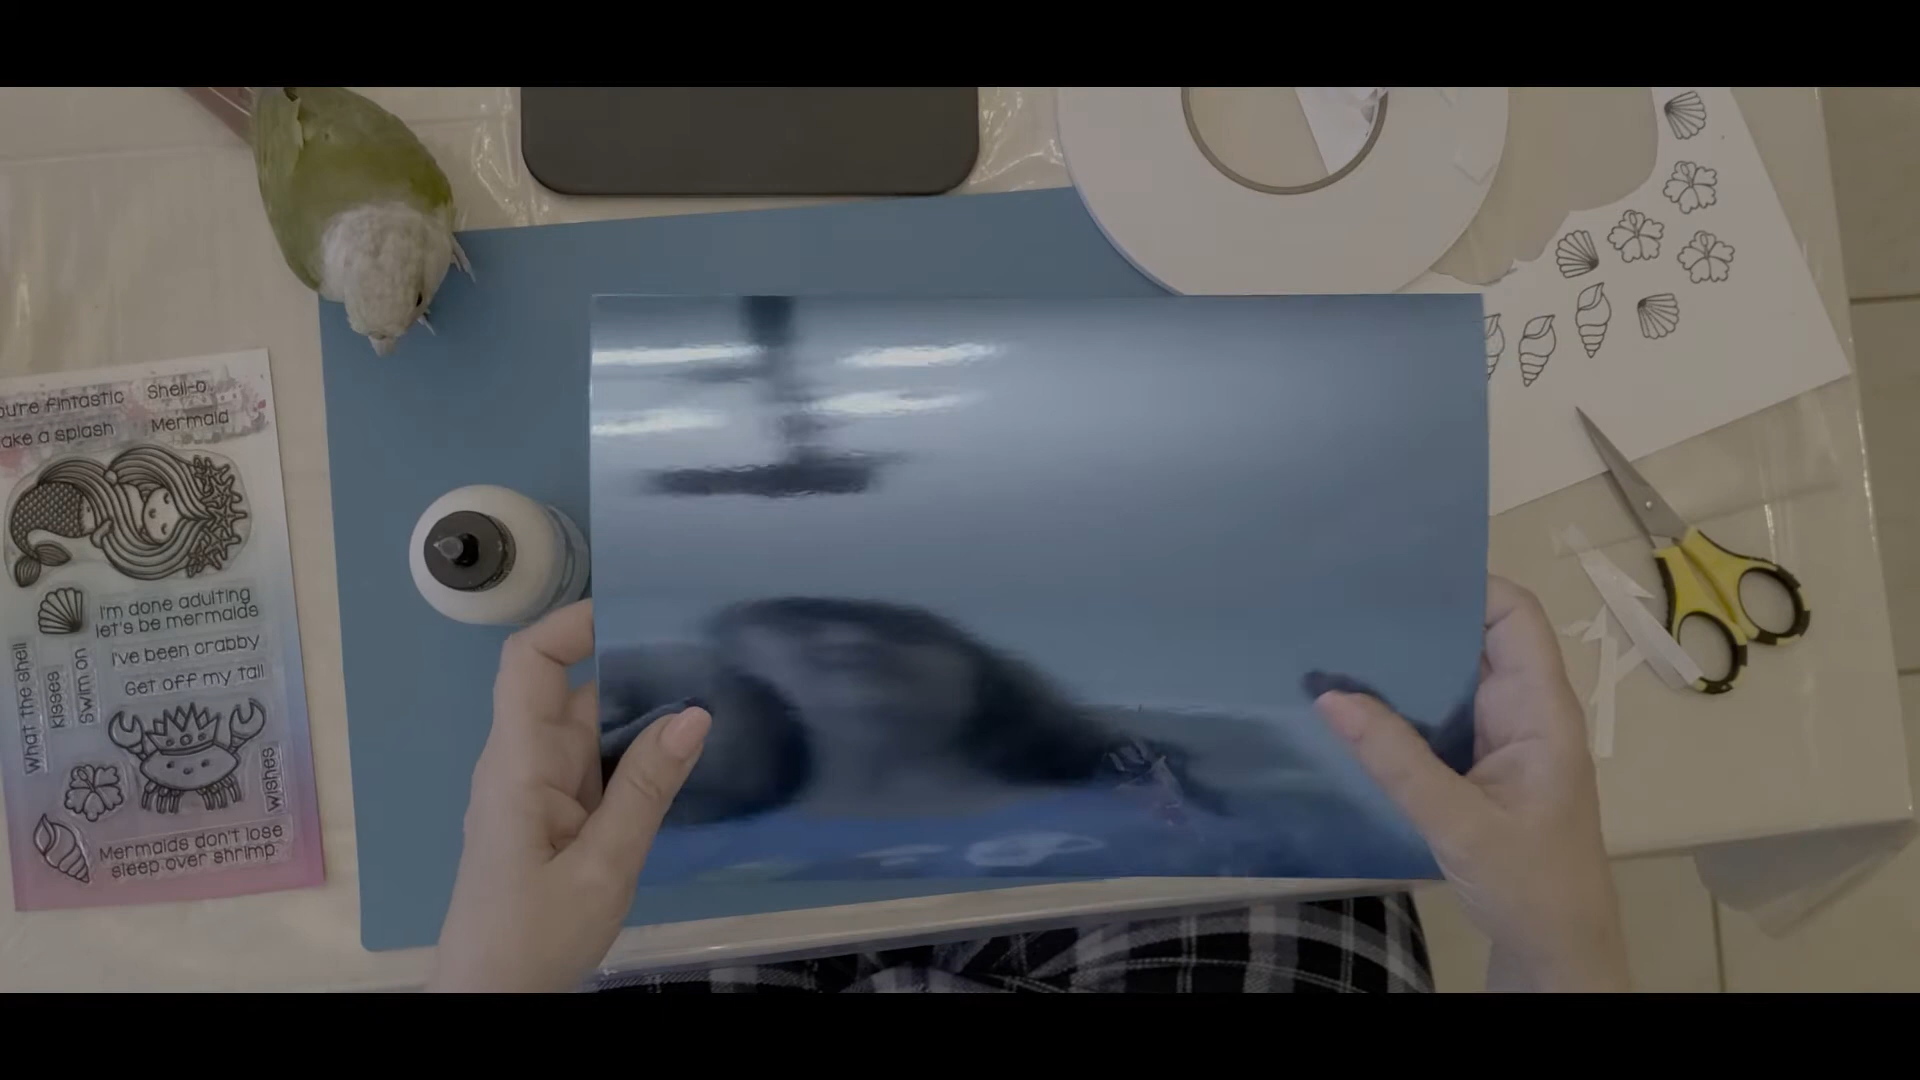 ou're fintastic
Shell-o
ake a splash
Mermaid
I'm done adulting
let's be mermaids
I've been crabby
Get off my tail
What the shell
kisses
Swim on
wishes
Mermaids don't lose
sleep over shrimp